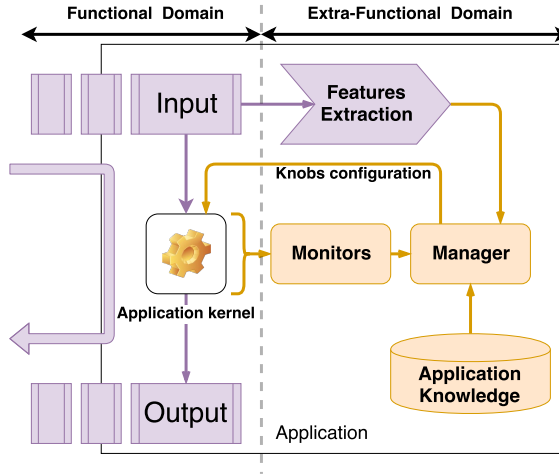 Functional Domain
Extra-Functional Domain
Input
Features
Extraction
Knobs configuration
Monitors
Manager
Application kernel
Application
Knowledge
Output
Application